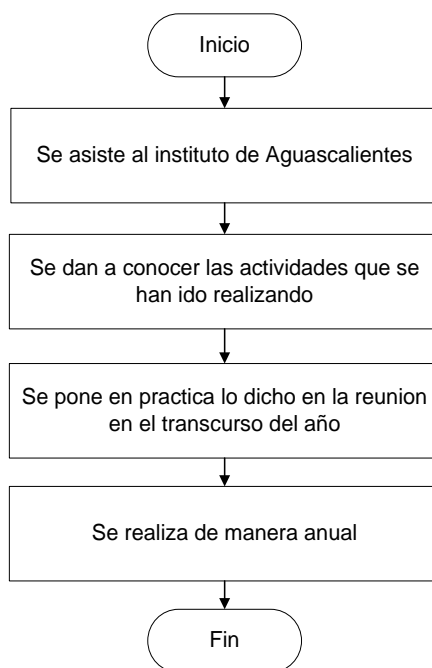 Inicio
Se asiste al instituto de Aguascalientes
Se dan a conocer las actividades que se
han ido realizando
Se pone en practica lo dicho en la reunion
en el transcurso del año
Se realiza de manera anual
Fin